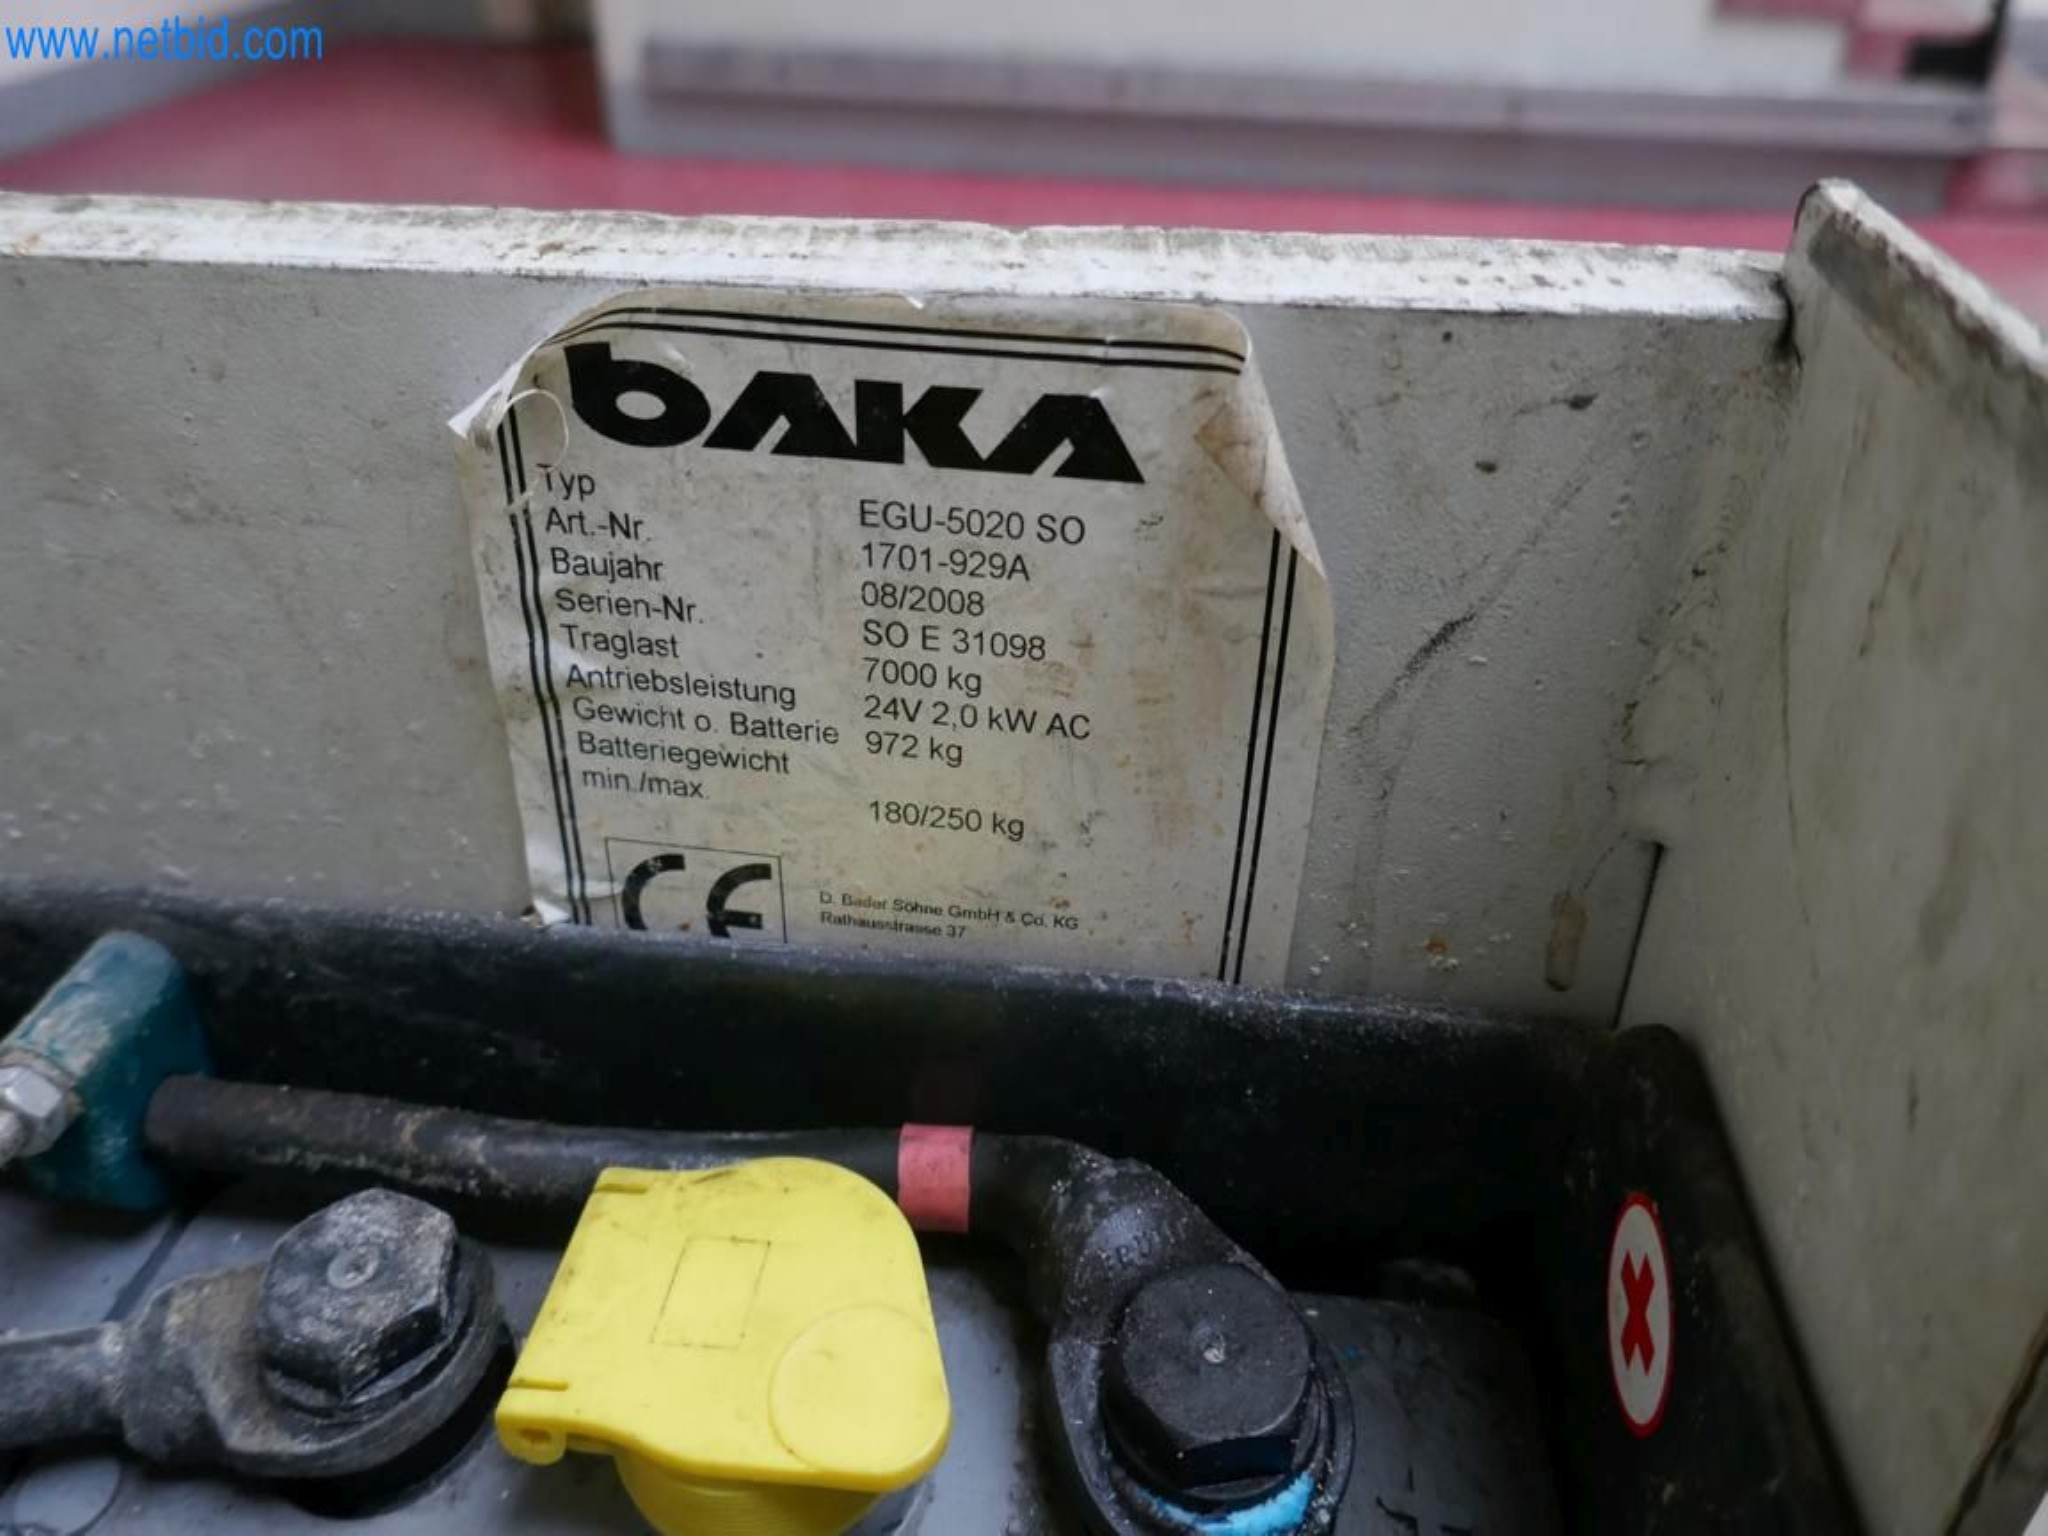 www.netbid.com
BAKA
Typ EGU-5020 SO
Art.-Nr. 1701-929A
Baujahr 08/2008
Serien-Nr. SO E 31098
Traglast 7000 kg
Antriebsleistung 24V 2,0 kW AC
Gewicht o. Batterie 972 kg
Batteriegewicht
min./max. 180/250 kg
CE
D. Bader Söhne GmbH & Co. KG
Rathausstrasse 37